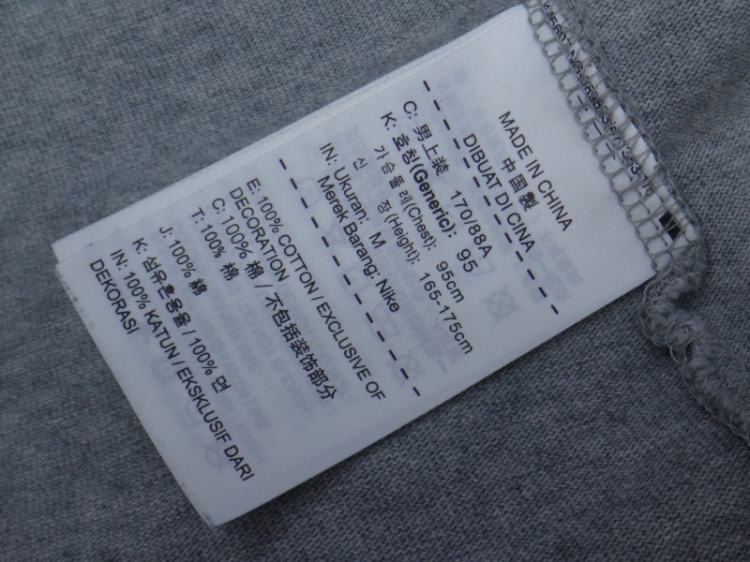 MADE IN CHINA
中国製
DIBUAT DI CINA
C: 男上装 170/88A
K: 호칭(Generic): 95
가슴둘레(Chest): 95cm
신 장(Height): 165-175cm
IN: Ukuran: M
Merek Barang: Nike
E: 100% COTTON / EXCLUSIVE OF
DECORATION
C: 100% 棉 / 不包括装饰部分
T: 100% 棉
J: 100% 綿
K: 섬유혼용율 / 100% 면
IN: 100% KATUN / EKSKLUSIF DARI
DEKORASI